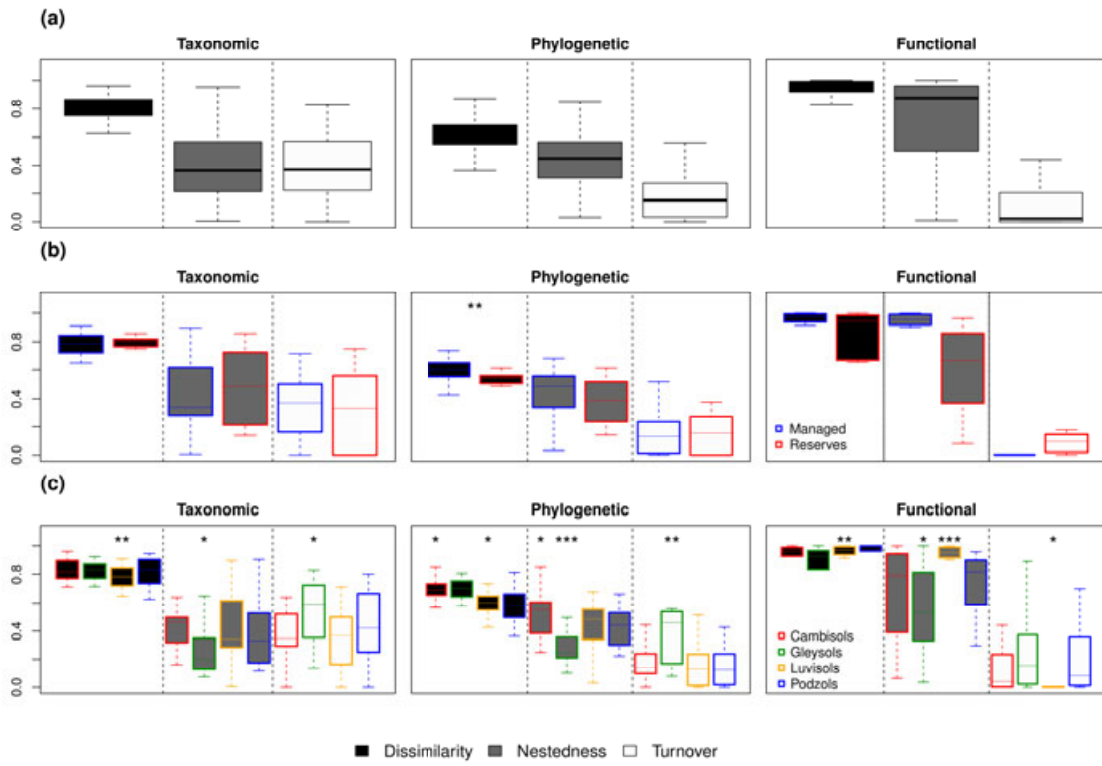 (a)
Taxonomic Phylogenetic Functional
0.8
0.4
0.0
(b)
Taxonomic Phylogenetic Functional
**
0.8
0.4
0.0
Managed
Reserves
(c)
Taxonomic Phylogenetic Functional
** * * * * * *** ** ** * *** *
0.8
0.4
0.0
Cambisols
Gleysols
Luvisols
Podzols
Dissimilarity Nestedness Turnover